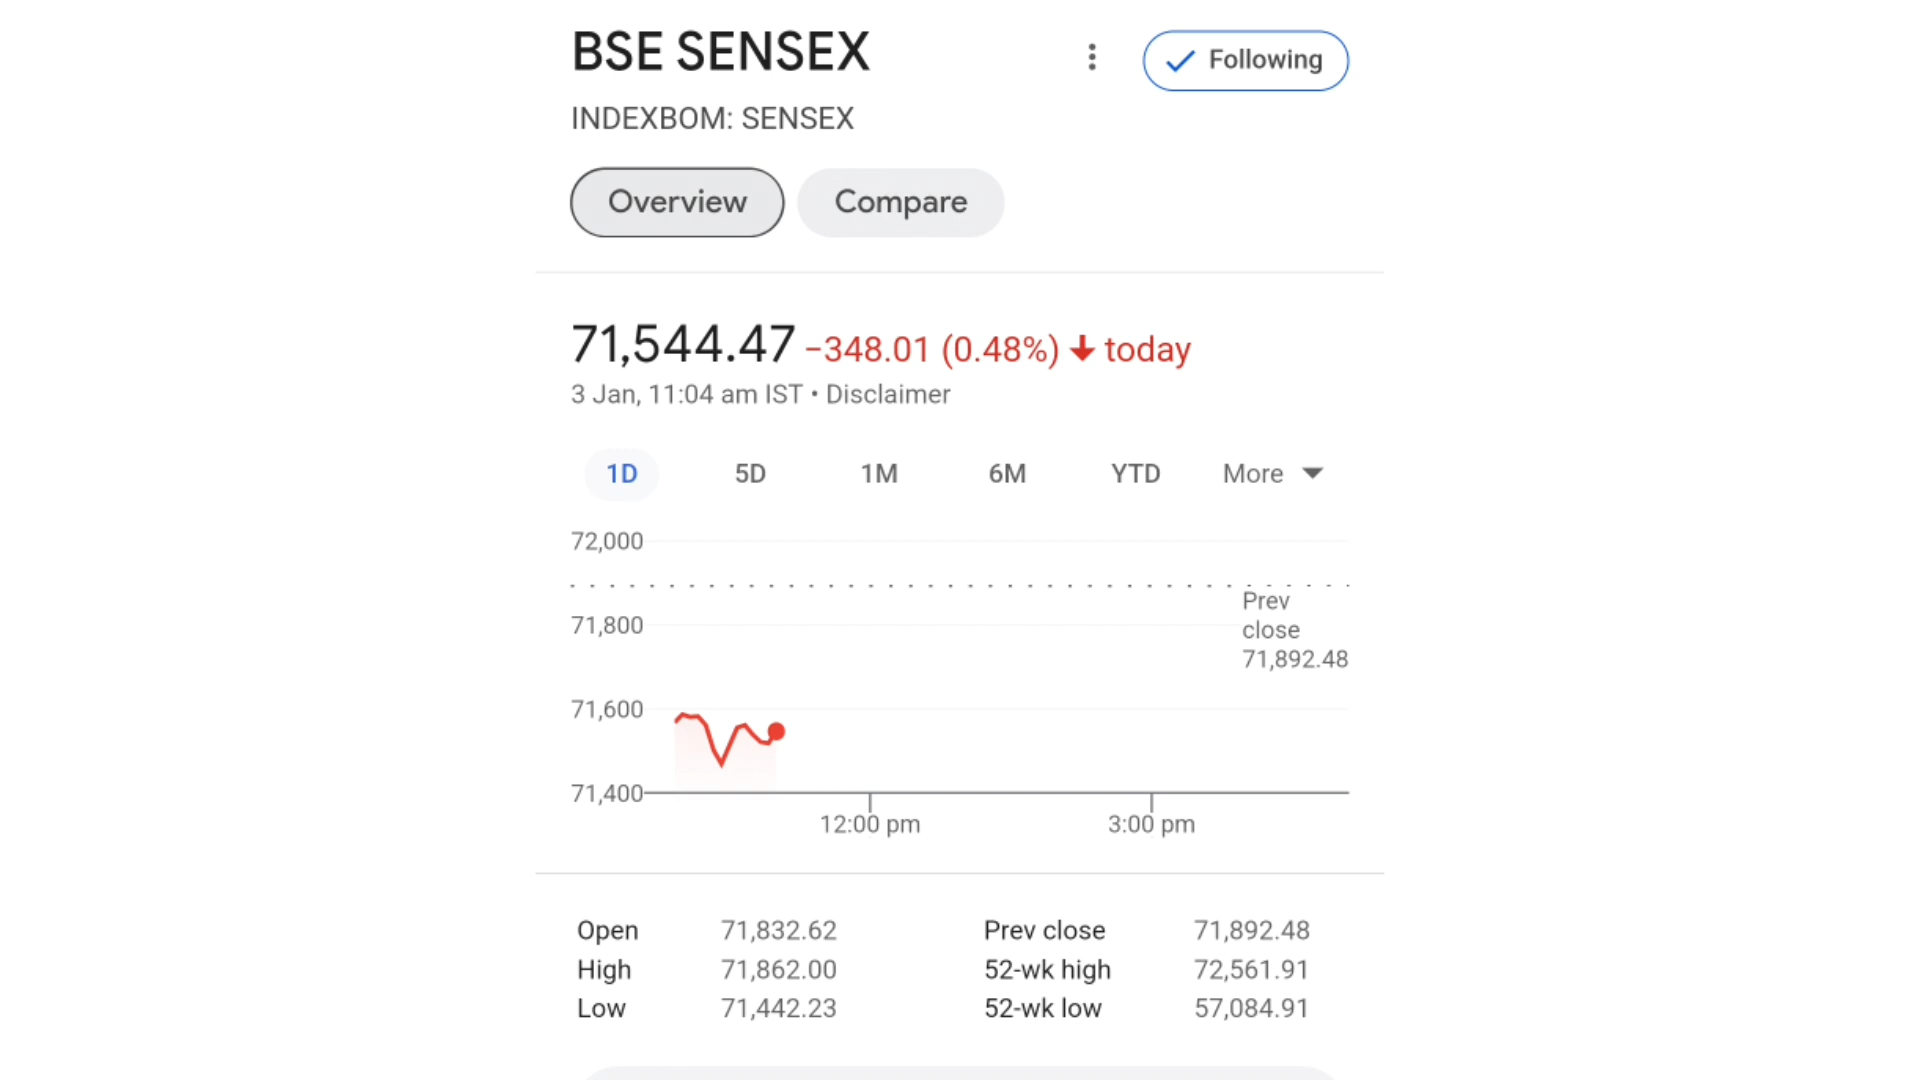 BSE SENSEX
Following
INDEXBOM: SENSEX
Overview Compare
71,544.47 −348.01 (0.48%) ↓ today
3 Jan, 11:04 am IST • Disclaimer
1D 5D 1M 6M YTD More
72,000
71,800
71,600
71,400
Prev
close
71,892.48
12:00 pm 3:00 pm
Open 71,832.62 Prev close 71,892.48
High 71,862.00 52-wk high 72,561.91
Low 71,442.23 52-wk low 57,084.91